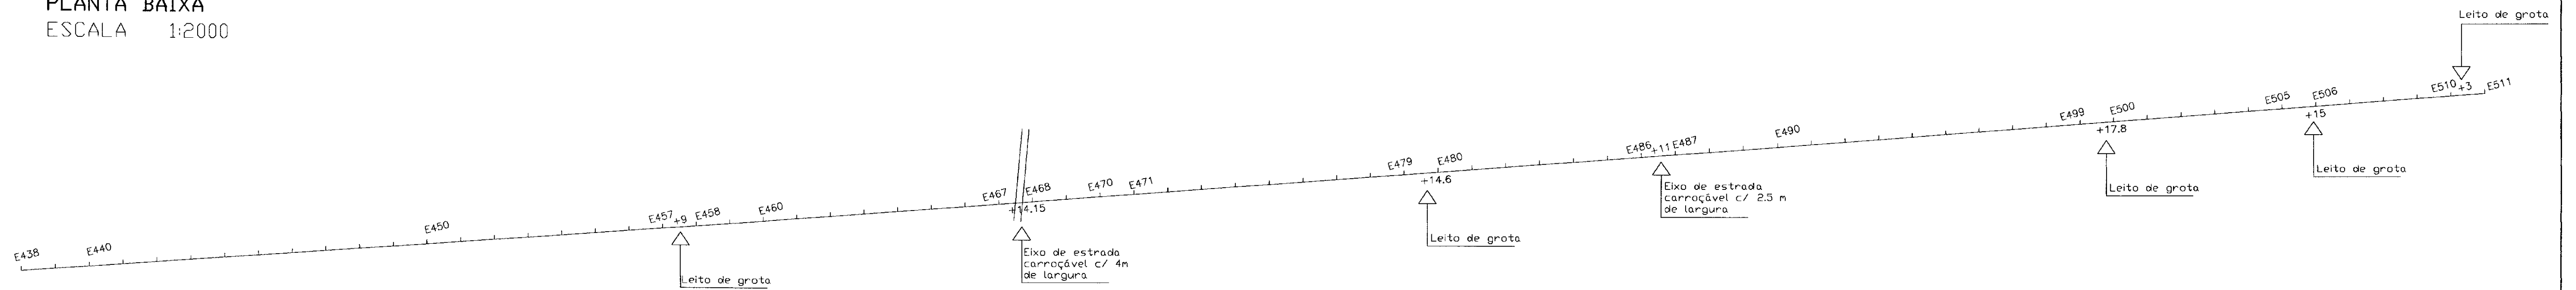 PLANTA BAIXA
ESCALA 1:2000
Leito de grota
E438
E440
E450
E457
+9
E458
E460
E467
E468
+14.15
E470
E471
E479
E480
+14.6
E486
+11
E487
E490
E499
E500
+17.8
E505
E506
+15
E510
+3
E511
Leito de grota
Eixo de estrada
carroçável c/ 4m
de largura
Leito de grota
Eixo de estrada
carroçável c/ 2.5 m
de largura
Leito de grota
Leito de grota